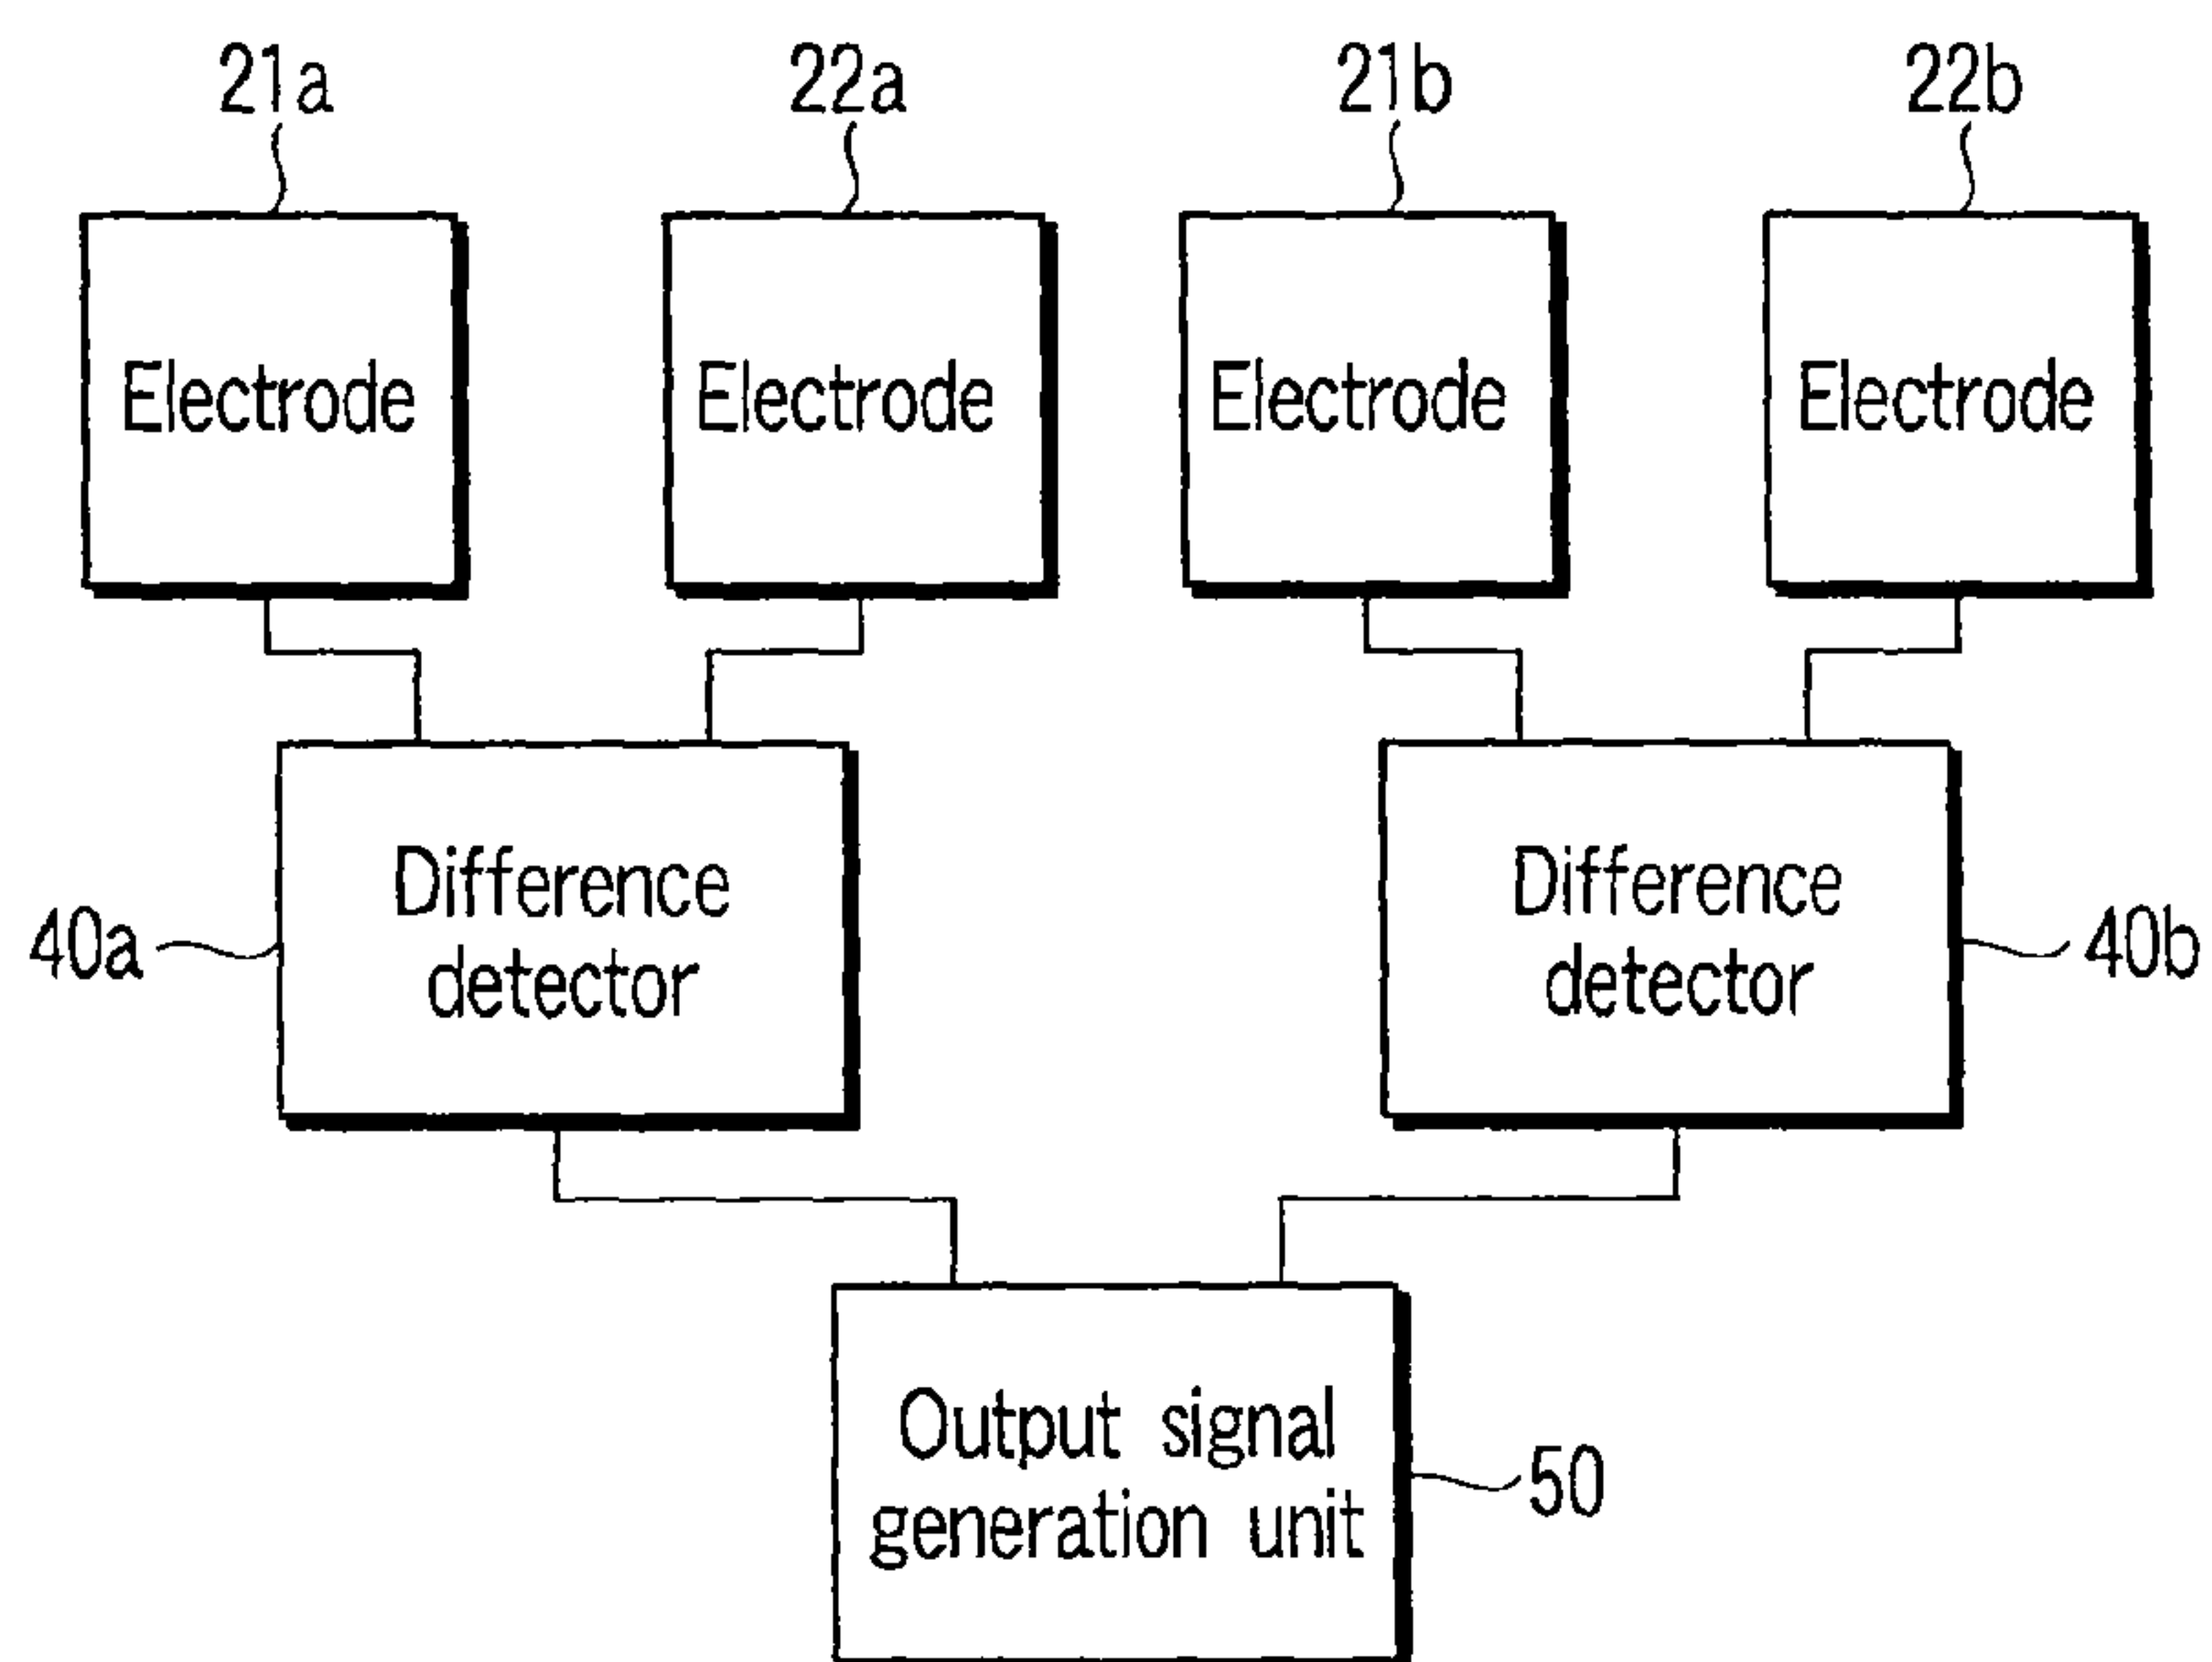 21a
22a
21b
22b
Electrode
Electrode
Electrode
Electrode
40a
Difference
detector
Difference
detector
40b
Output signal
generation unit
50